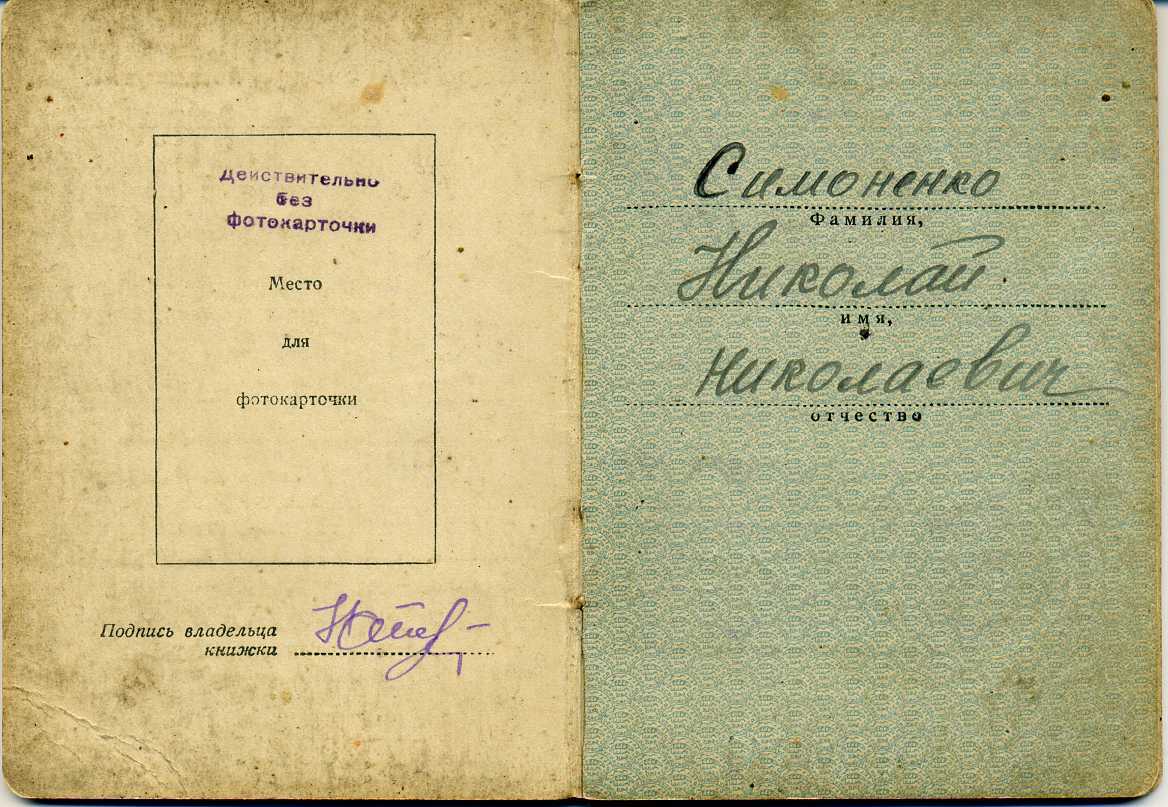 Действительно
без
фотокарточки
Место
для
фотокарточки
Подпись владельца
книжки
Симоненко
Фамилия,
Николай
имя,
Николаевич
отчество